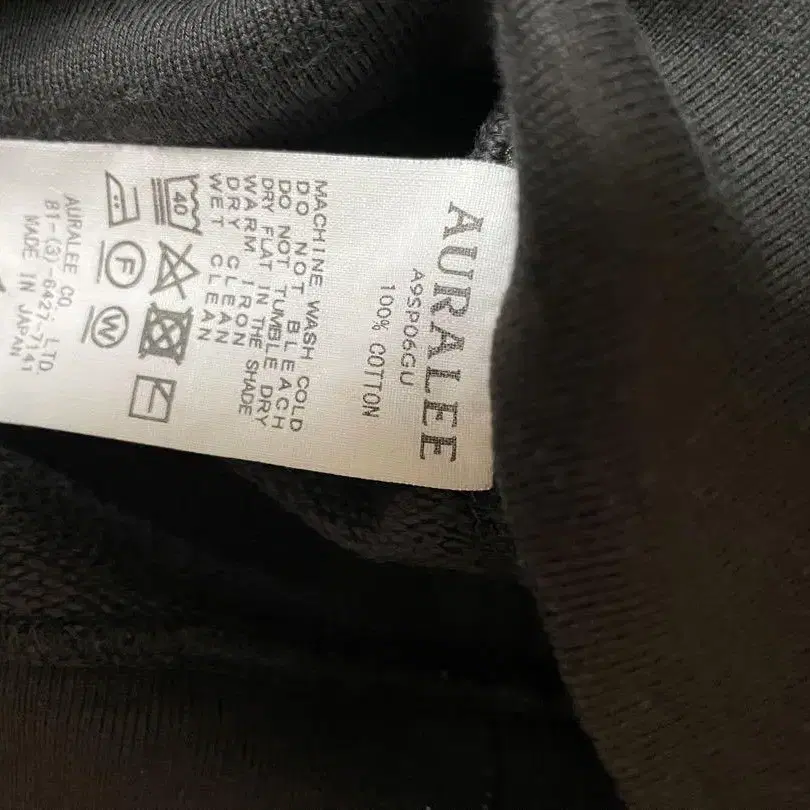 AURALEE
A9SP06GU
100% COTTON
MACHINE WASH COLD
DO NOT BLEACH
DO NOT TUMBLE DRY
DRY FLAT IN THE SHADE
WARM IRON
DRY CLEAN
WET CLEAN
40
F
W
AURALEE CO., LTD.
81-(3)-6427-7141
MADE IN JAPAN